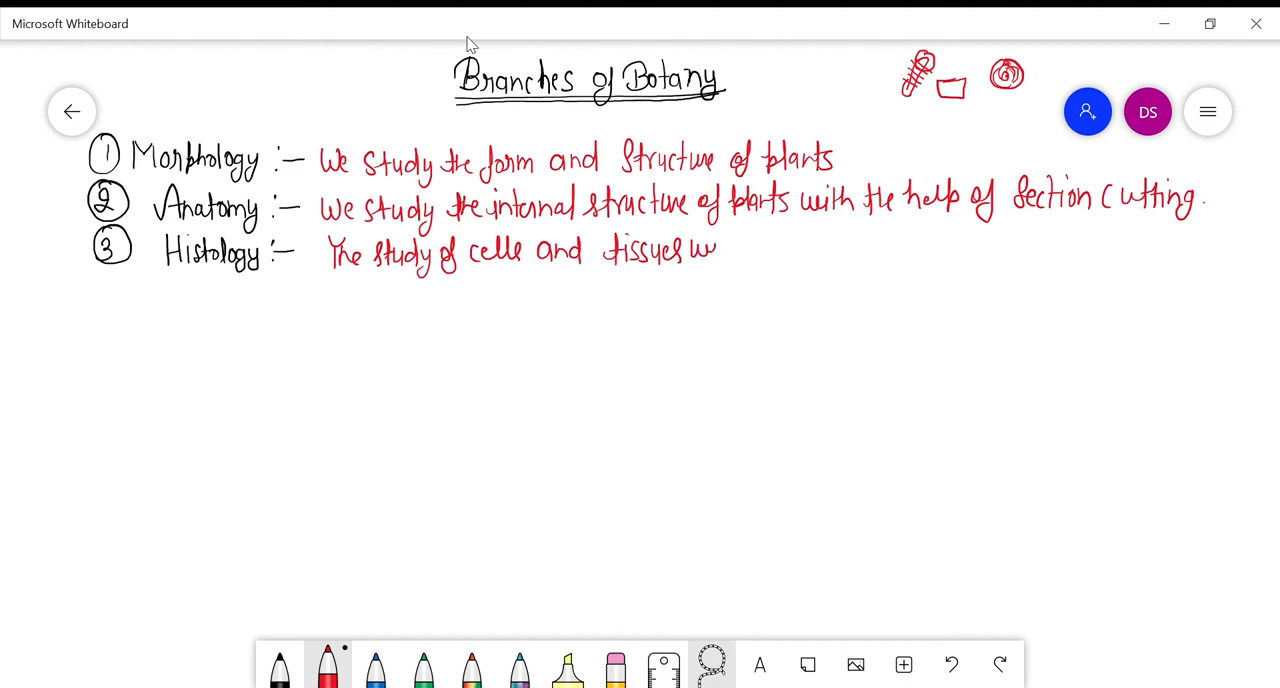 Microsoft Whiteboard
Branches of Botany
DS
① Morphology :- We study the form and structure of plants
② Anatomy :- We study the internal structure of plants with the help of section cutting.
③ Histology :- The study of cells and tissues w
A